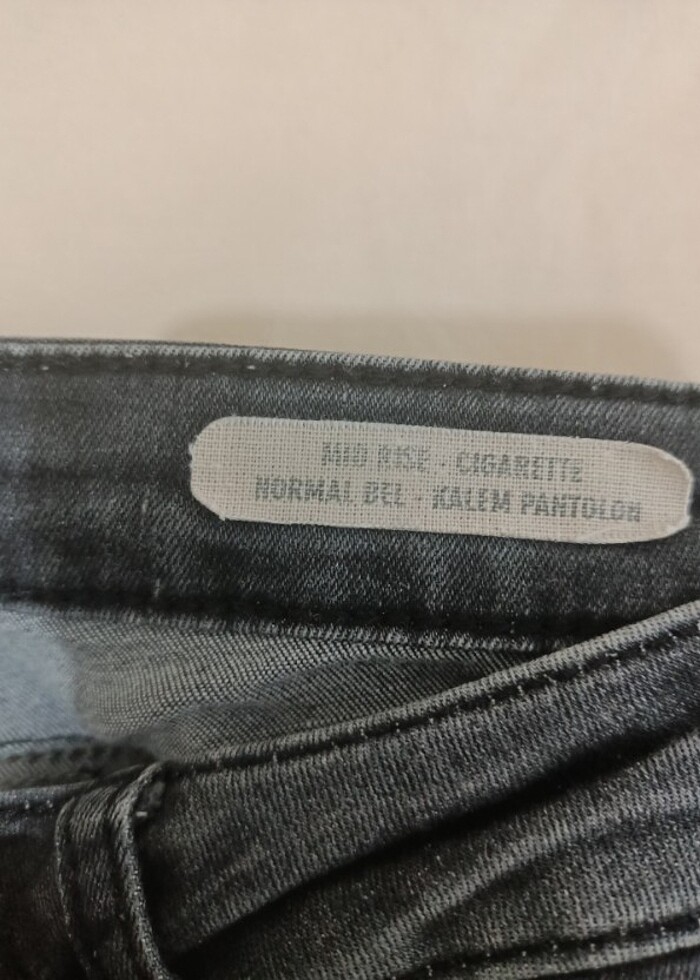 MID RISE - CIGARETTE
NORMAL BEL - KALEM PANTOLON